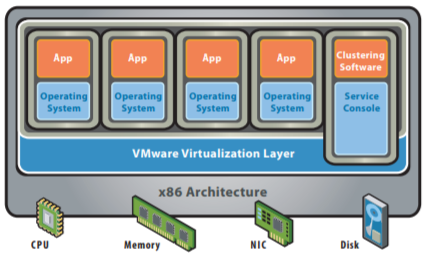 App
App
App
App
Clustering
Software
Operating
System
Operating
System
Operating
System
Operating
System
Service
Console
VMware Virtualization Layer
x86 Architecture
CPU
Memory
NIC
Disk